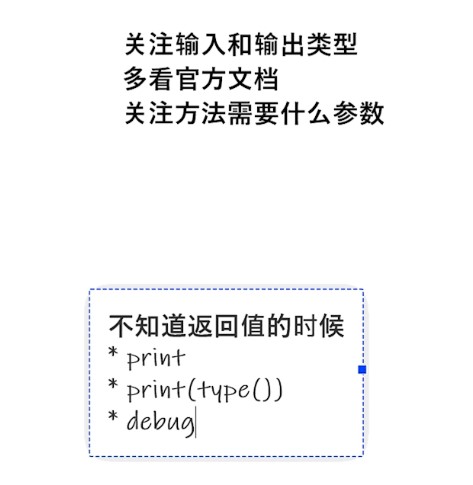 关注输入和输出类型
多看官方文档
关注方法需要什么参数
不知道返回值的时候
* print
* print(type())
* debug